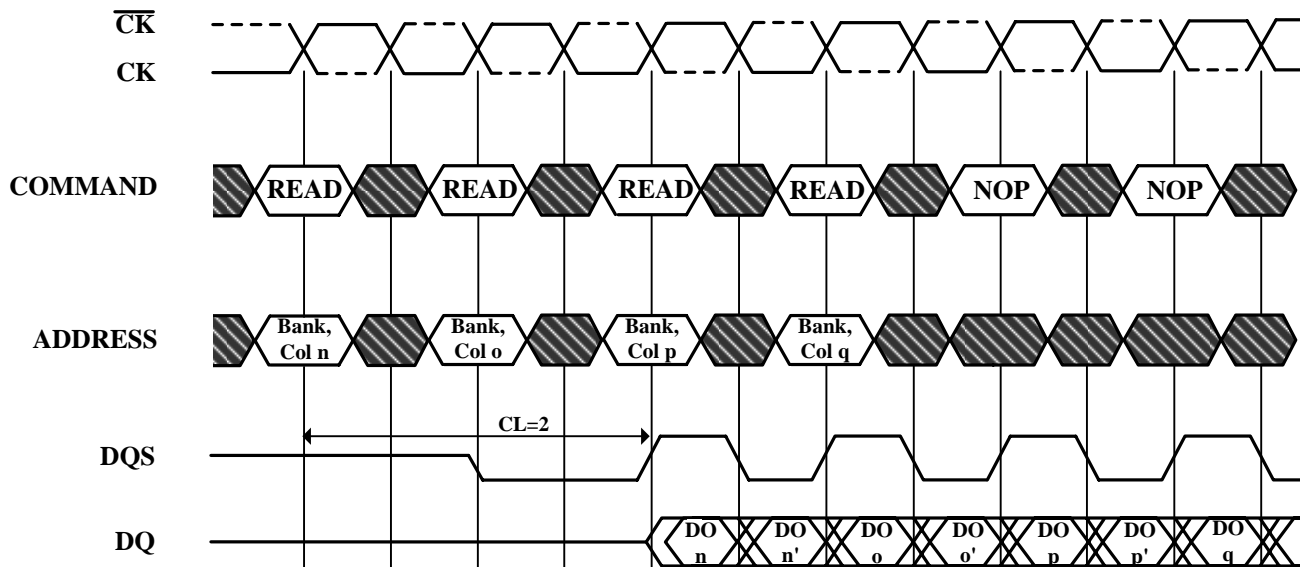 CK
CK
COMMAND
READ
READ
READ
READ
NOP
NOP
ADDRESS
Bank,
Col n
Bank,
Col o
Bank,
Col p
Bank,
Col q
CL=2
DQS
DQ
DO
n
DO
n'
DO
o
DO
o'
DO
p
DO
p'
DO
q